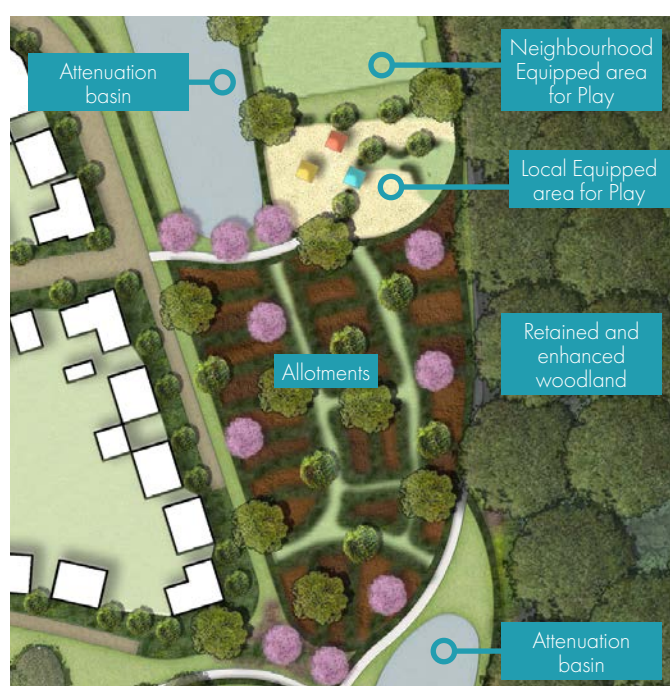 Neighbourhood
Equipped area
for Play
Attenuation
basin
Local Equipped
area for Play
Retained and
enhanced
woodland
Allotments
Attenuation
basin